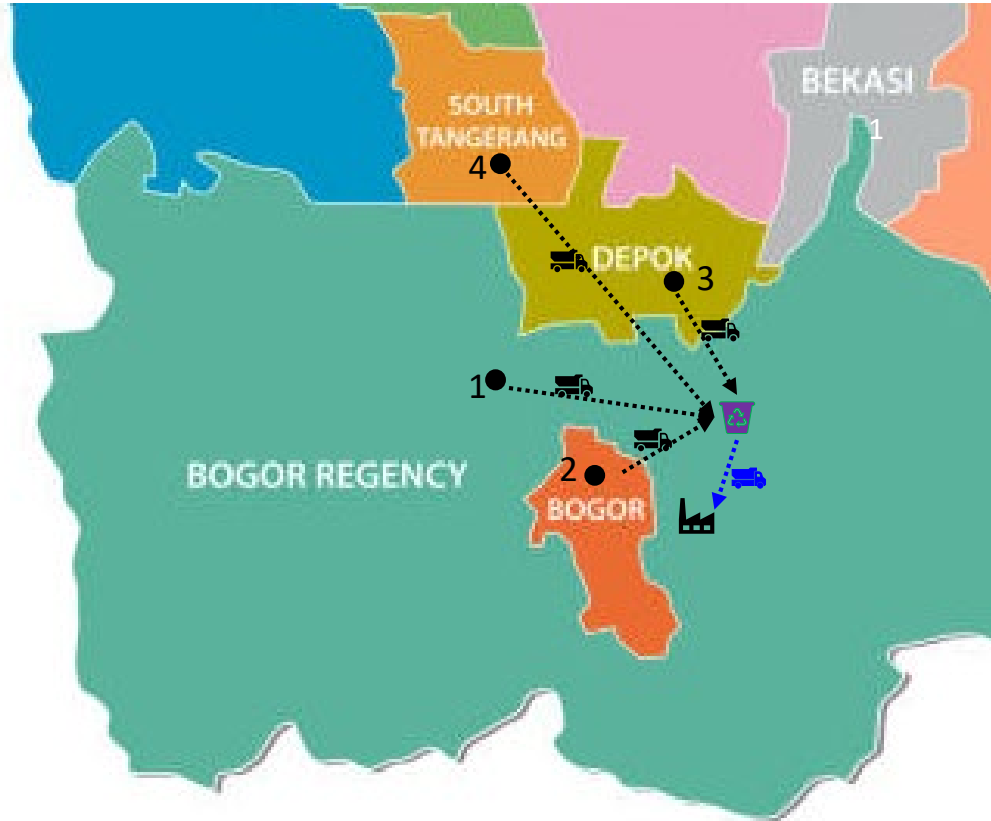 BEKASI
SOUTH
TANGERANG
1
4
DEPOK
3
1
BOGOR REGENCY
2
BOGOR